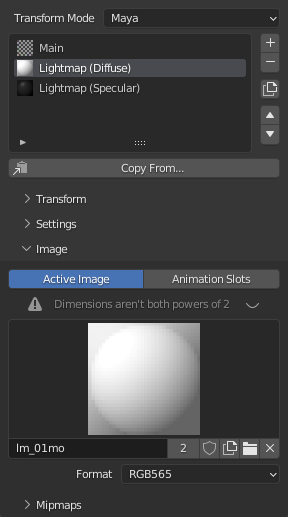 Transform Mode Maya
Main
Lightmap (Diffuse)
Lightmap (Specular)
Copy From...
Transform
Settings
Image
Active Image Animation Slots
Dimensions aren't both powers of 2
lm_01mo 2
Format RGB565
Mipmaps